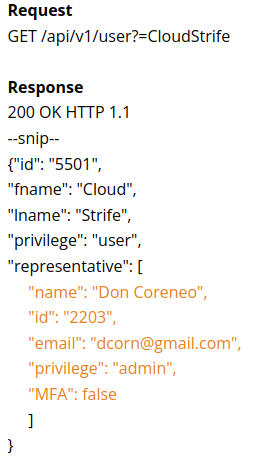 Request
GET /api/v1/user?=CloudStrife
Response
200 OK HTTP 1.1
--snip--
{"id": "5501",
"fname": "Cloud",
"lname": "Strife",
"privilege": "user",
"representative": [
"name": "Don Coreneo",
"id": "2203",
"email": "dcorn@gmail.com",
"privilege": "admin",
"MFA": false
]
}